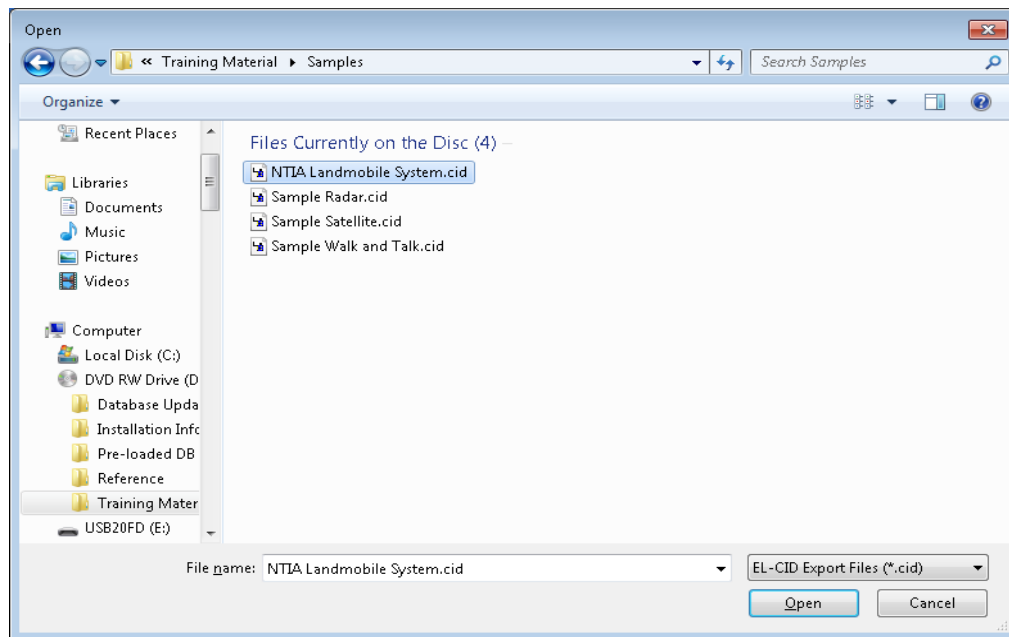 Open
« Training Material ▸ Samples
Search Samples
Organize
Files Currently on the Disc (4)
NTIA Landmobile System.cid
Sample Radar.cid
Sample Satellite.cid
Sample Walk and Talk.cid
Recent Places
Libraries
Documents
Music
Pictures
Videos
Computer
Local Disk (C:)
DVD RW Drive (D
Database Upda
Installation Info
Pre-loaded DB
Reference
Training Mater
USB20FD (E:)
File name: NTIA Landmobile System.cid
EL-CID Export Files (*.cid)
Open
Cancel